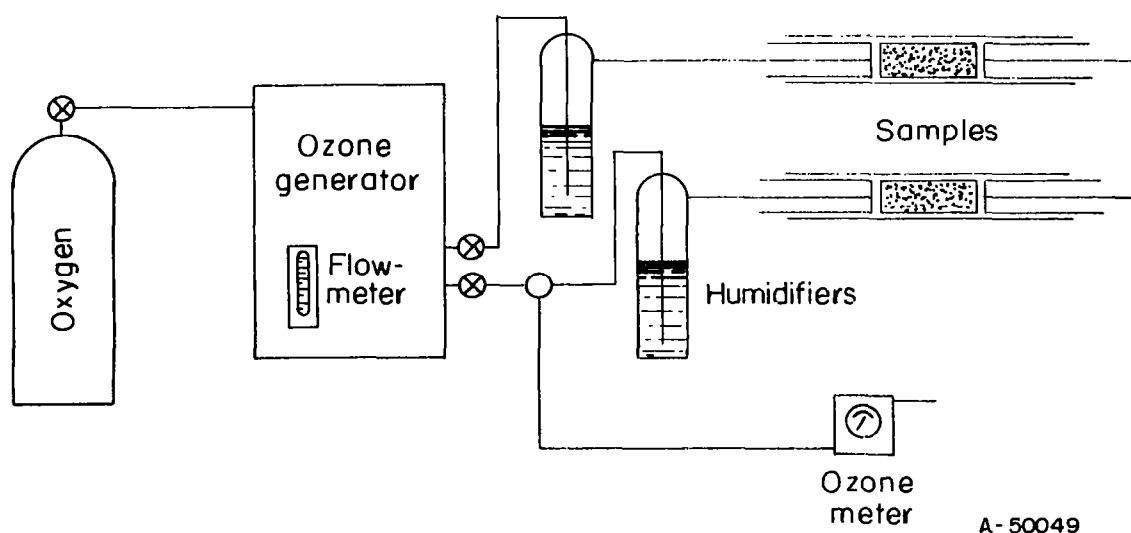 Oxygen
Ozone
generator
Flow-
meter
Samples
Humidifiers
Ozone
meter
A-50049